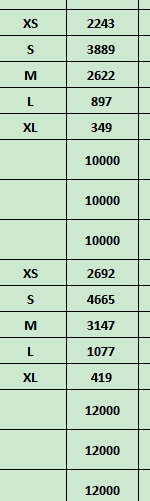 XS 2243
S 3889
M 2622
L 897
XL 349
10000
10000
10000
XS 2692
S 4665
M 3147
L 1077
XL 419
12000
12000
12000